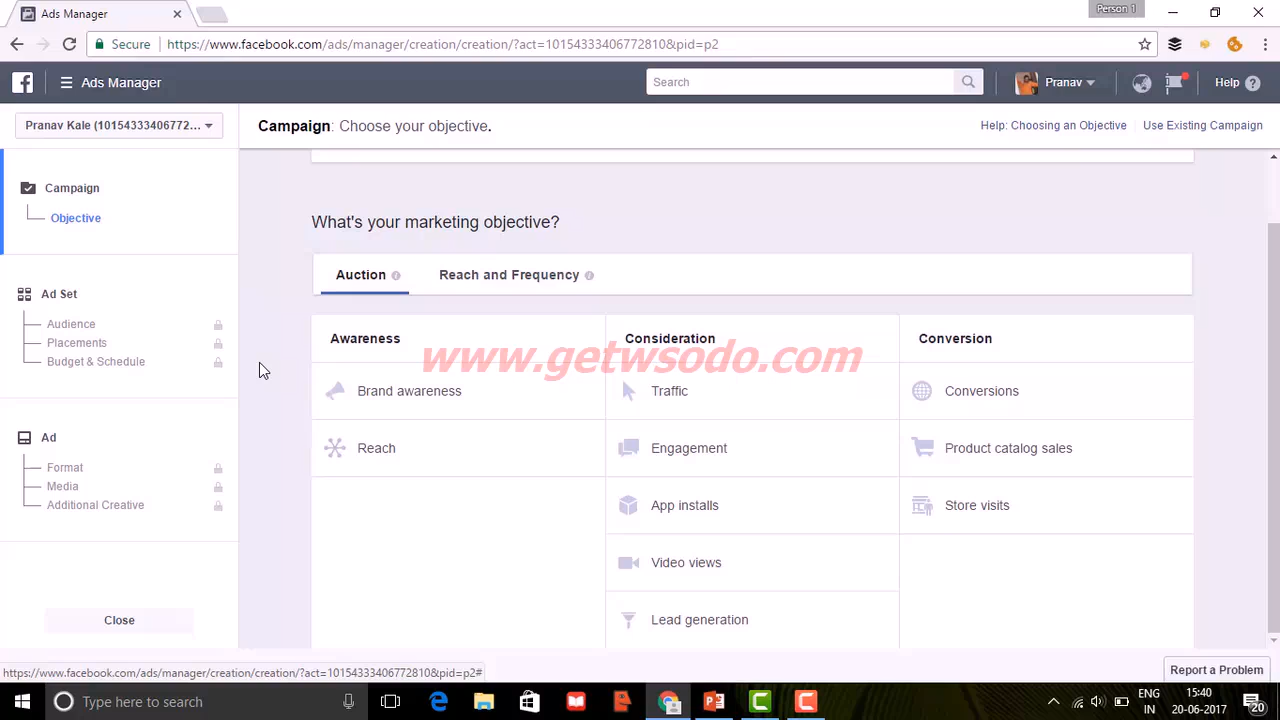 Ads Manager
Person 1
Secure
https://www.facebook.com/ads/manager/creation/creation/?act=10154333406772810&pid=p2
Ads Manager
Search
Pranav
Help
Pranav Kale (10154333406772...
Campaign: Choose your objective.
Help: Choosing an Objective
Use Existing Campaign
Campaign
Objective
Ad Set
Audience
Placements
Budget & Schedule
Ad
Format
Media
Additional Creative
Close
What's your marketing objective?
Auction
Reach and Frequency
Awareness
Consideration
Conversion
www.getwsodo.com
Brand awareness
Traffic
Conversions
Reach
Engagement
Product catalog sales
App installs
Store visits
Video views
Lead generation
https://www.facebook.com/ads/manager/creation/creation/?act=10154333406772810&pid=p2#
Report a Problem
Type here to search
ENG
IN
15:40
20-06-2017
20